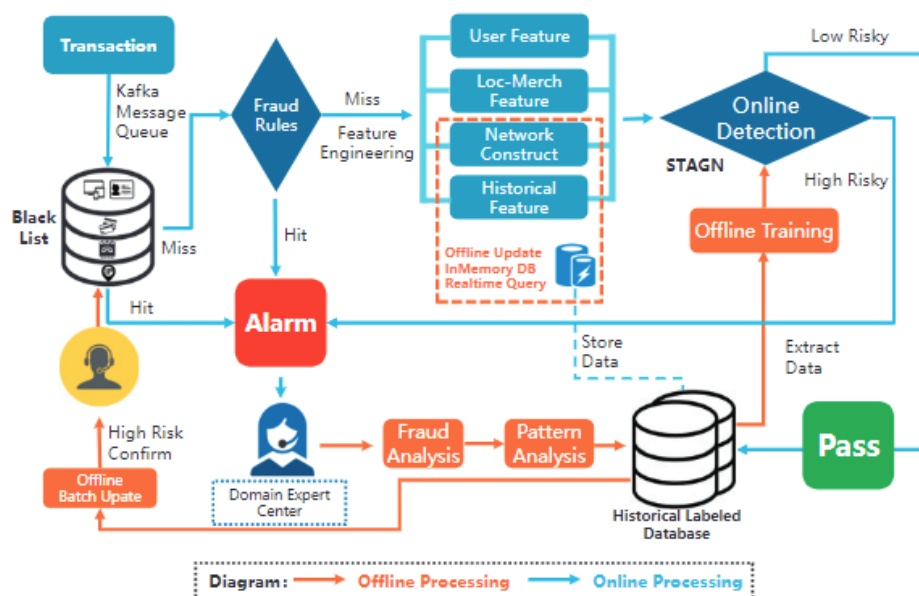 Transaction
Kafka
Message
Queue
Black
List
Miss
Hit
Fraud
Rules
Miss
Feature
Engineering
Hit
User Feature
Loc-Merch
Feature
Network
Construct
Historical
Feature
Offline Update
InMemory DB
Realtime Query
Low Risky
Online
Detection
STAGN
High Risky
Offline Training
Alarm
Store
Data
Extract
Data
High Risk
Confirm
Offline
Batch Upate
Domain Expert
Center
Fraud
Analysis
Pattern
Analysis
Historical Labeled
Database
Pass
Diagram: Offline Processing Online Processing